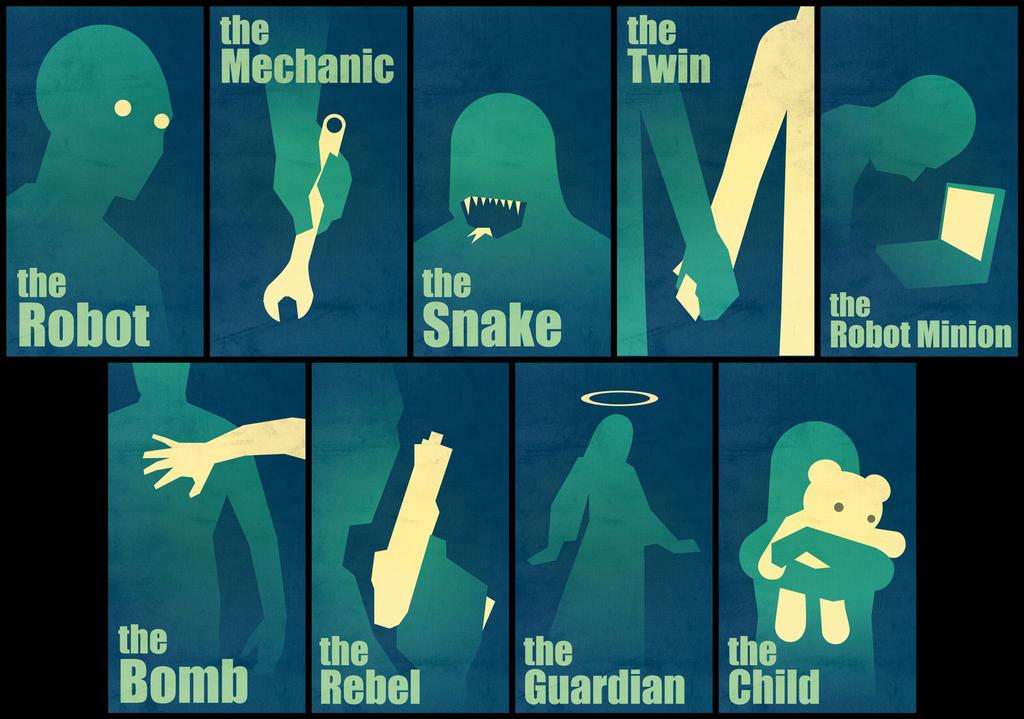 the
Robot
the
Mechanic
the
Snake
the
Twin
the
Robot Minion
the
Bomb
the
Rebel
the
Guardian
the
Child